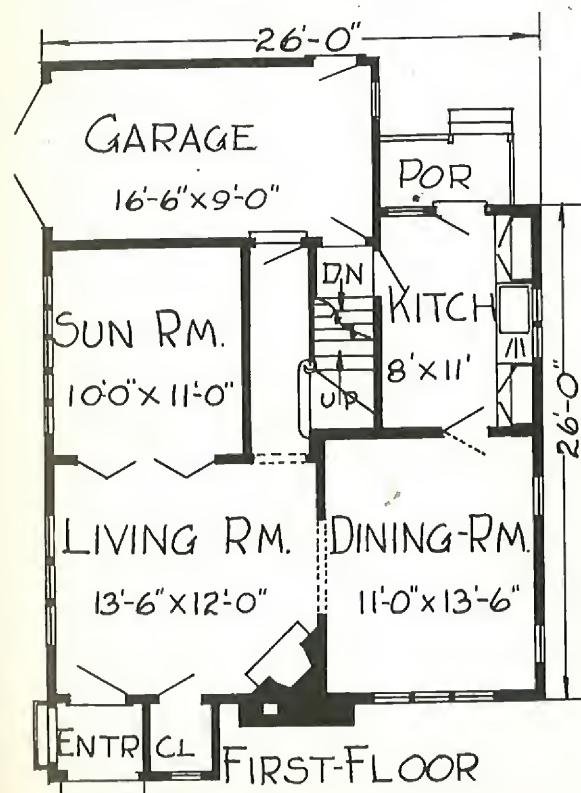 26'-0"
GARAGE
16'-6"X9'-0"
POR
DN
KITCH
8'X11'
UP
SUN RM.
10'0"X11'-0"
26'-0"
LIVING RM.
13'-6"X12'-0"
DINING-RM.
11'-0"X13'-6"
ENTR
CL
FIRST-FLOOR